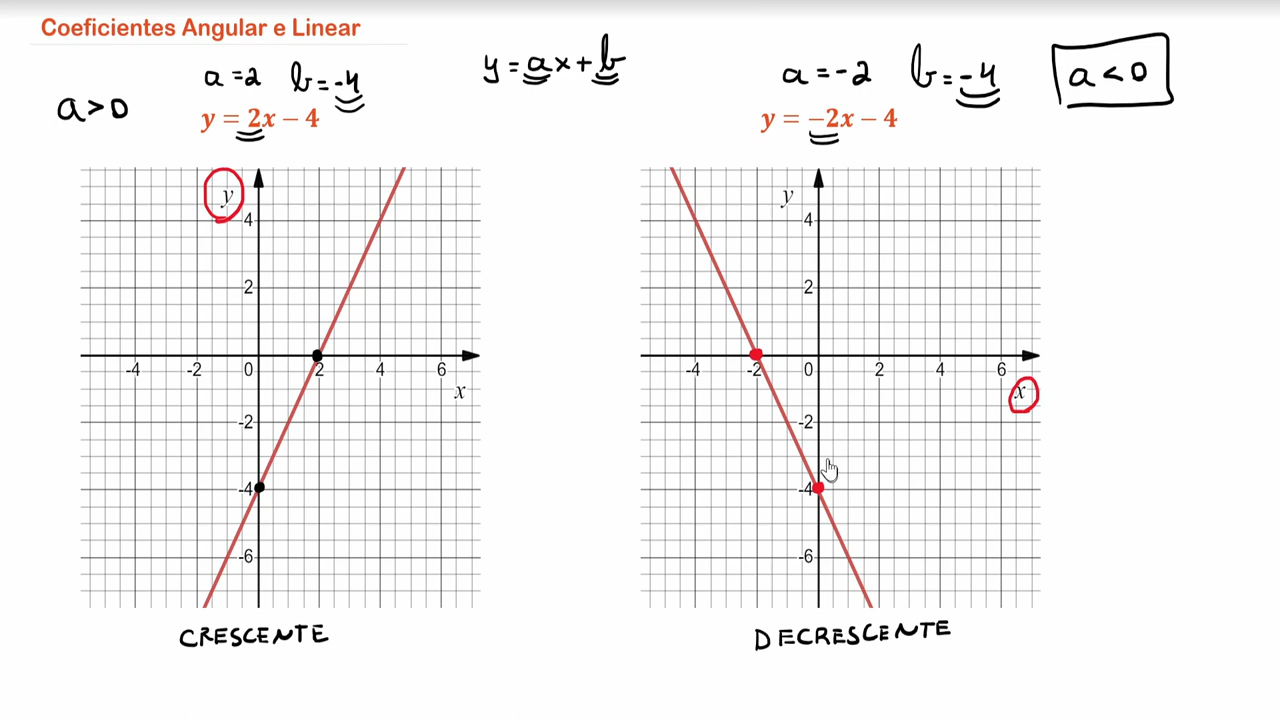 Coeficientes Angular e Linear
y = ax + b
a = 2 b = -4
a > 0
y = 2x − 4
a = -2 b = -4
a < 0
y = −2x − 4
y
4
2
-4 -2 0 2 4 6
x
-2
-4
-6
CRESCENTE
y
4
2
-4 -2 0 2 4 6
x
-2
-4
-6
DECRESCENTE